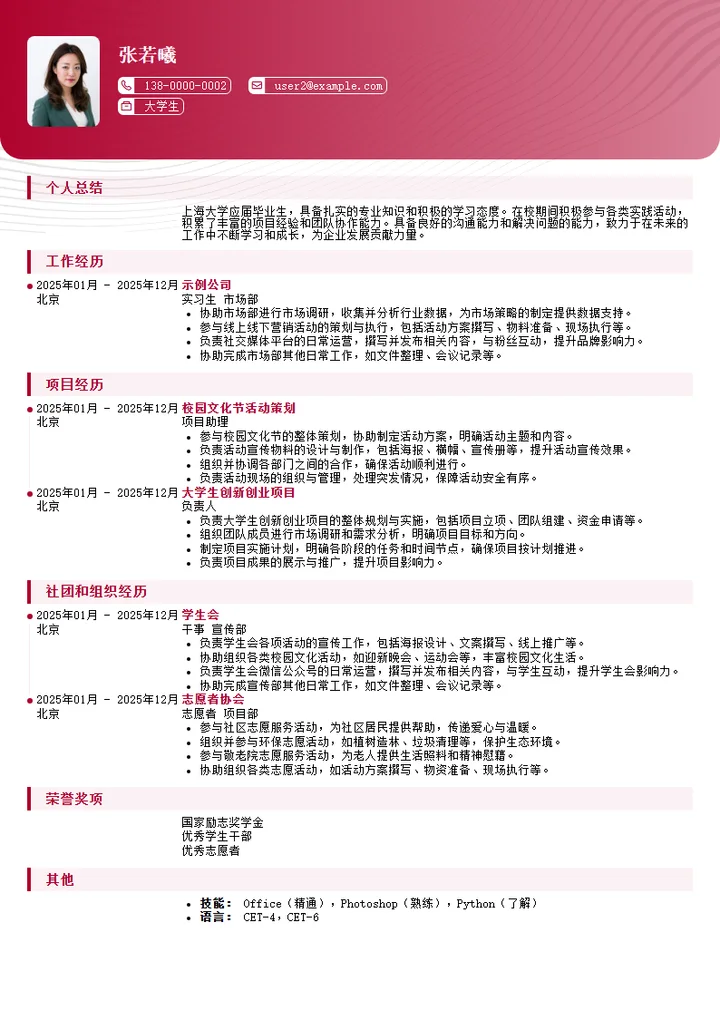 张若曦
138-0000-0002 user2@example.com
大学生
个人总结
上海大学应届毕业生，具备扎实的专业知识和积极的学习态度。在校期间积极参与各类实践活动，
积累了丰富的项目经验和团队协作能力。具备良好的沟通能力和解决问题的能力，致力于在未来的
工作中不断学习和成长，为企业发展贡献力量。
工作经历
2025年01月 - 2025年12月 示例公司
北京 实习生 市场部
• 协助市场部进行市场调研，收集并分析行业数据，为市场策略的制定提供数据支持。
• 参与线上线下营销活动的策划与执行，包括活动方案撰写、物料准备、现场执行等。
• 负责社交媒体平台的日常运营，撰写并发布相关内容，与粉丝互动，提升品牌影响力。
• 协助完成市场部其他日常工作，如文件整理、会议记录等。
项目经历
2025年01月 - 2025年12月 校园文化节活动策划
北京 项目助理
• 参与校园文化节的整体策划，协助制定活动方案，明确活动主题和内容。
• 负责活动宣传物料的设计与制作，包括海报、横幅、宣传册等，提升活动宣传效果。
• 组织并协调各部门之间的合作，确保活动顺利进行。
• 负责活动现场的组织与管理，处理突发情况，保障活动安全有序。
2025年01月 - 2025年12月 大学生创新创业项目
北京 负责人
• 负责大学生创新创业项目的整体规划与实施，包括项目立项、团队组建、资金申请等。
• 组织团队成员进行市场调研和需求分析，明确项目目标和方向。
• 制定项目实施计划，明确各阶段的任务和时间节点，确保项目按计划推进。
• 负责项目成果的展示与推广，提升项目影响力。
社团和组织经历
2025年01月 - 2025年12月 学生会
北京 干事 宣传部
• 负责学生会各项活动的宣传工作，包括海报设计、文案撰写、线上推广等。
• 协助组织各类校园文化活动，如迎新晚会、运动会等，丰富校园文化生活。
• 负责学生会微信公众号的日常运营，撰写并发布相关内容，与学生互动，提升学生会影响力。
• 协助完成宣传部其他日常工作，如文件整理、会议记录等。
2025年01月 - 2025年12月 志愿者协会
北京 志愿者 项目部
• 参与社区志愿服务活动，为社区居民提供帮助，传递爱心与温暖。
• 组织并参与环保志愿活动，如植树造林、垃圾清理等，保护生态环境。
• 参与敬老院志愿服务活动，为老人提供生活照料和精神慰藉。
• 协助组织各类志愿活动，如活动方案撰写、物资准备、现场执行等。
荣誉奖项
国家励志奖学金
优秀学生干部
优秀志愿者
其他
• 技能： Office（精通），Photoshop（熟练），Python（了解）
• 语言： CET-4，CET-6